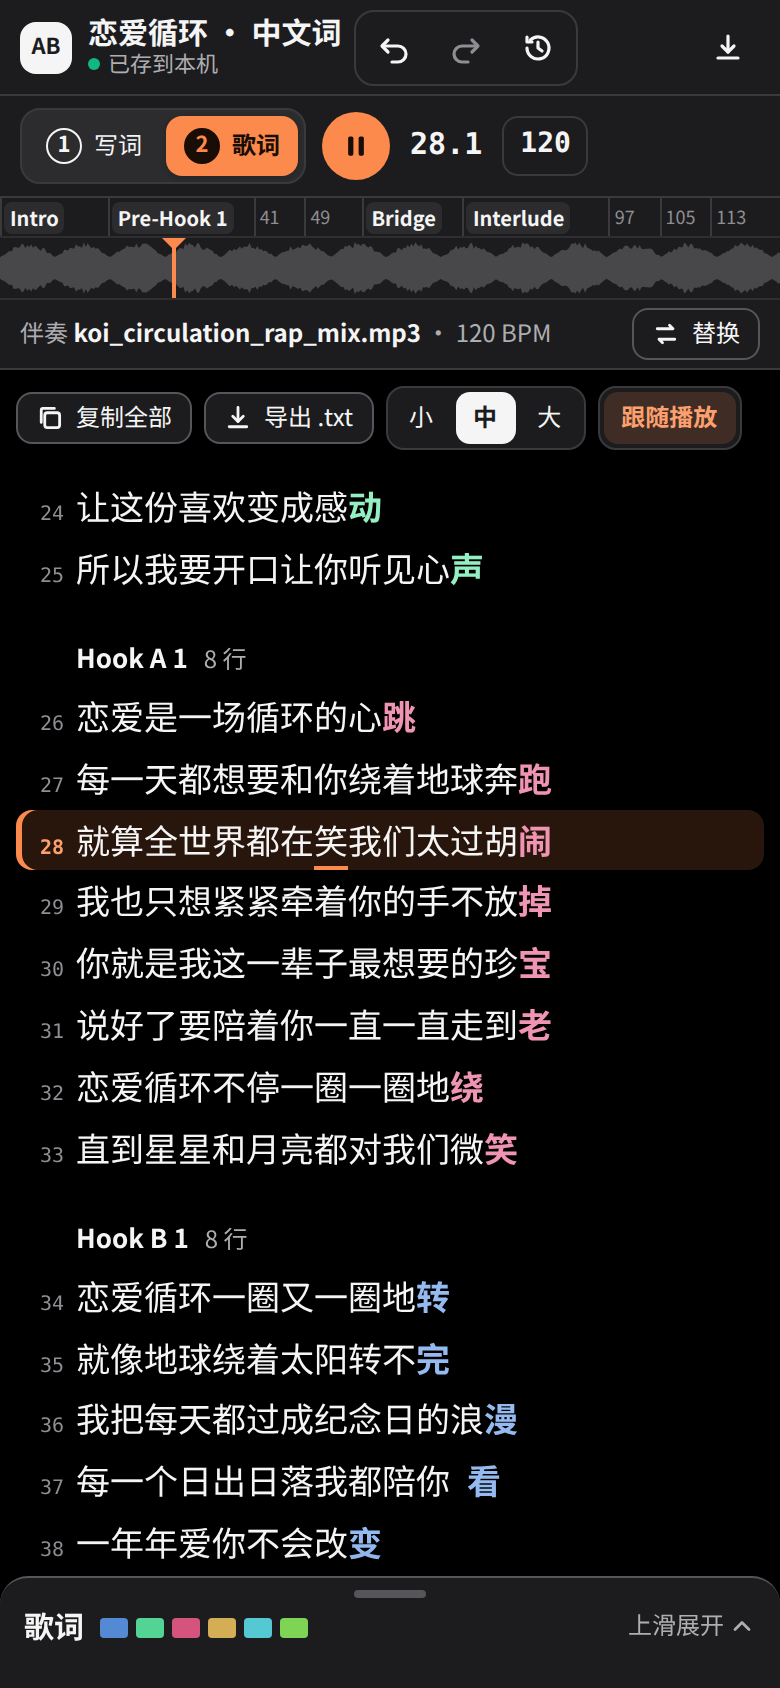 AB 恋爱循环 · 中文词
已存到本机
1 写词 2 歌词 28.1 120
Intro Pre-Hook 1 41 49 Bridge Interlude 97 105 113
伴奏 koi_circulation_rap_mix.mp3 · 120 BPM 替换
复制全部 导出 .txt 小 中 大 跟随播放
24 让这份喜欢变成感动
25 所以我要开口让你听见心声
Hook A 1 8 行
26 恋爱是一场循环的心跳
27 每一天都想要和你绕着地球奔跑
28 就算全世界都在笑我们太过胡闹
29 我也只想紧紧牵着你的手不放掉
30 你就是我这一辈子最想要的珍宝
31 说好了要陪着你一直一直走到老
32 恋爱循环不停一圈一圈地绕
33 直到星星和月亮都对我们微笑
Hook B 1 8 行
34 恋爱循环一圈又一圈地转
35 就像地球绕着太阳转不完
36 我把每天都过成纪念日的浪漫
37 每一个日出日落我都陪你 看
38 一年年爱你不会改变
歌词 上滑展开